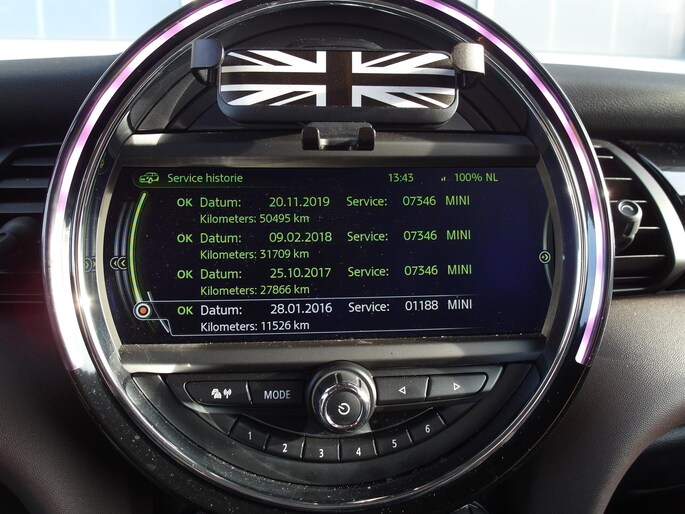 Service historie 13:43 100% NL
OK Datum: 20.11.2019 Service: 07346 MINI
Kilometers: 50495 km
OK Datum: 09.02.2018 Service: 07346 MINI
Kilometers: 31709 km
OK Datum: 25.10.2017 Service: 07346 MINI
Kilometers: 27866 km
OK Datum: 28.01.2016 Service: 01188 MINI
Kilometers: 11526 km
MODE
1 2 3 4 5 6